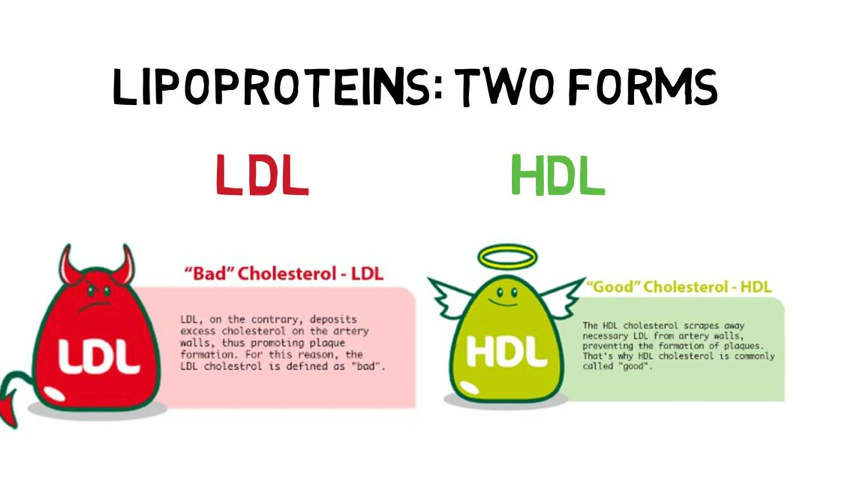 LIPOPROTEINS: TWO FORMS
LDL
HDL
"Bad" Cholesterol - LDL
LDL, on the contrary, deposits
excess cholesterol on the artery
walls, thus promoting plaque
formation. For this reason, the
LDL cholestrol is defined as "bad".
LDL
"Good" Cholesterol - HDL
The HDL cholesterol scrapes away
necessary LDL from artery walls,
preventing the formation of plaques.
That's why HDL cholesterol is commonly
called "good".
HDL